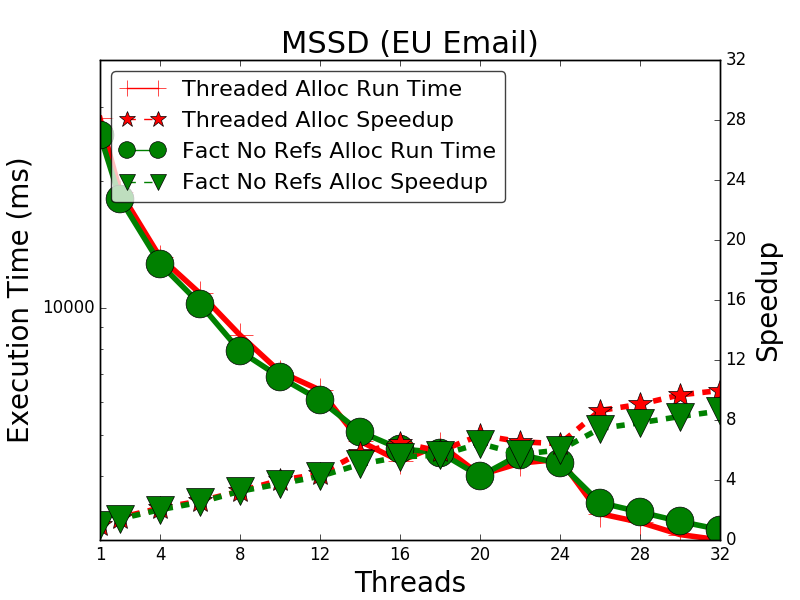 MSSD (EU Email)
Threaded Alloc Run Time
Threaded Alloc Speedup
Fact No Refs Alloc Run Time
Fact No Refs Alloc Speedup
Execution Time (ms)
10000
32
28
24
20
16
12
8
4
0
Speedup
1 4 8 12 16 20 24 28 32
Threads